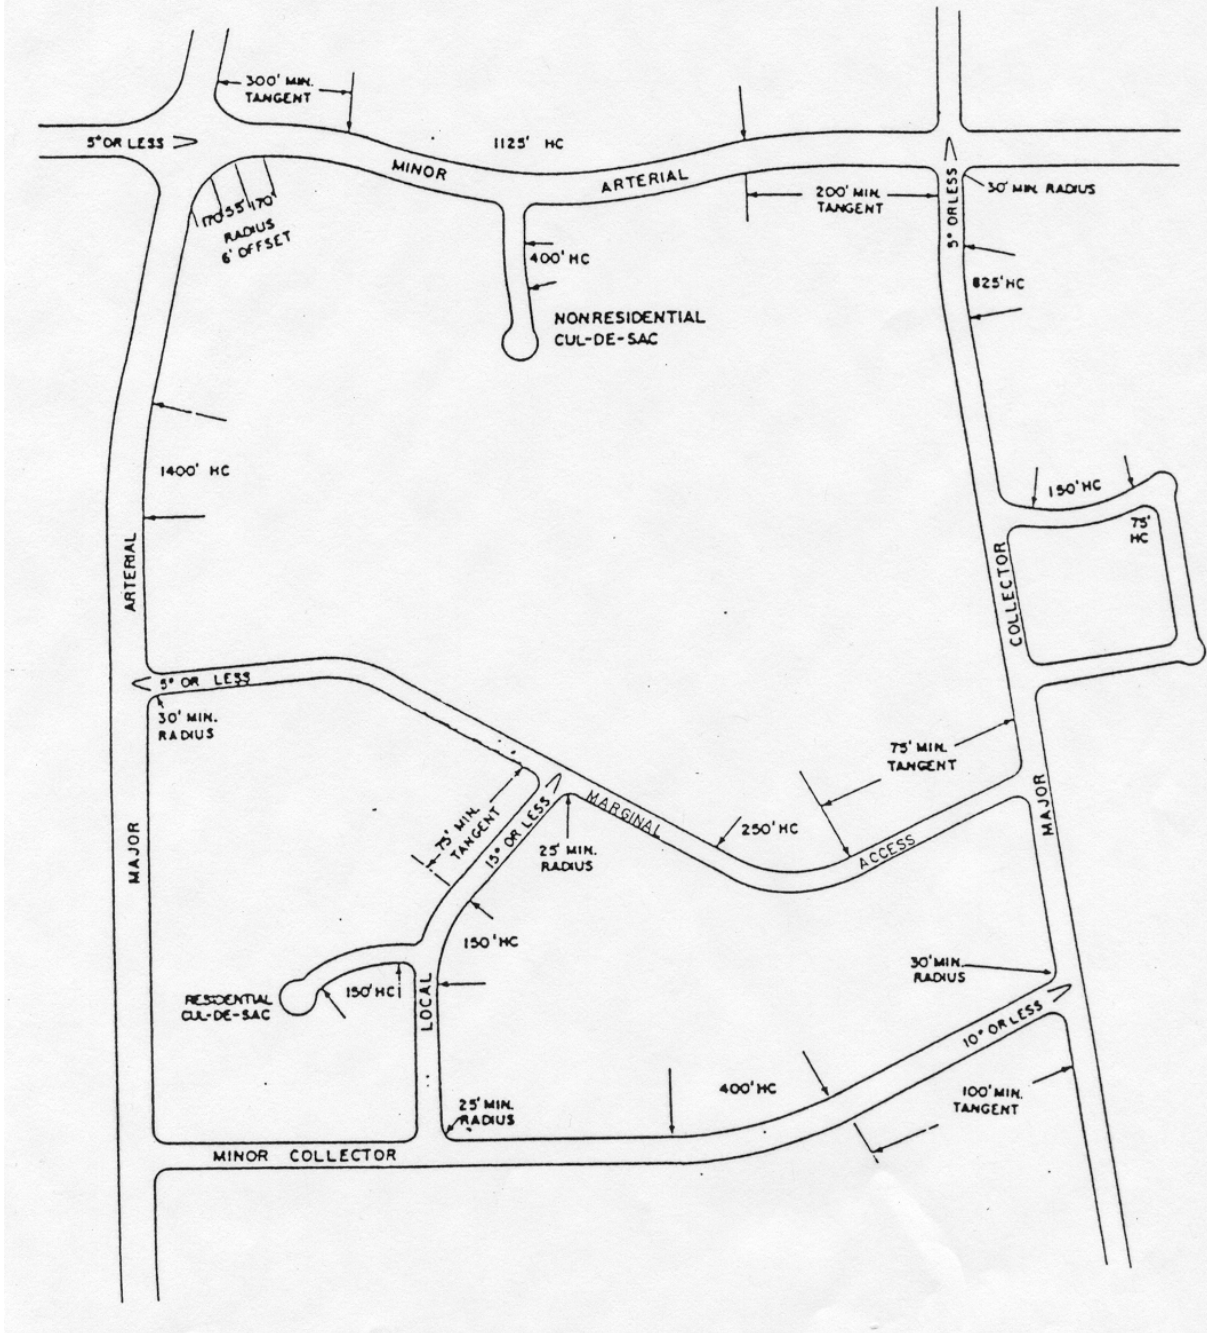 300' MIN.
TANGENT
5° OR LESS
1125' HC
MINOR
ARTERIAL
200' MIN.
TANGENT
5° OR LESS
30' MIN. RADIUS
170' 55' 170'
RADIUS
6' OFFSET
400' HC
825' HC
NONRESIDENTIAL
CUL-DE-SAC
1400' HC
150' HC
75'
HC
ARTERIAL
COLLECTOR
5° OR LESS
30' MIN.
RADIUS
75' MIN.
TANGENT
MAJOR
75' MIN.
TANGENT
15° OR LESS
MARGINAL
250' HC
ACCESS
MAJOR
25' MIN.
RADIUS
150' HC
30' MIN.
RADIUS
RESIDENTIAL
CUL-DE-SAC
150' HC
LOCAL
10° OR LESS
400' HC
100' MIN.
TANGENT
25' MIN.
RADIUS
MINOR COLLECTOR